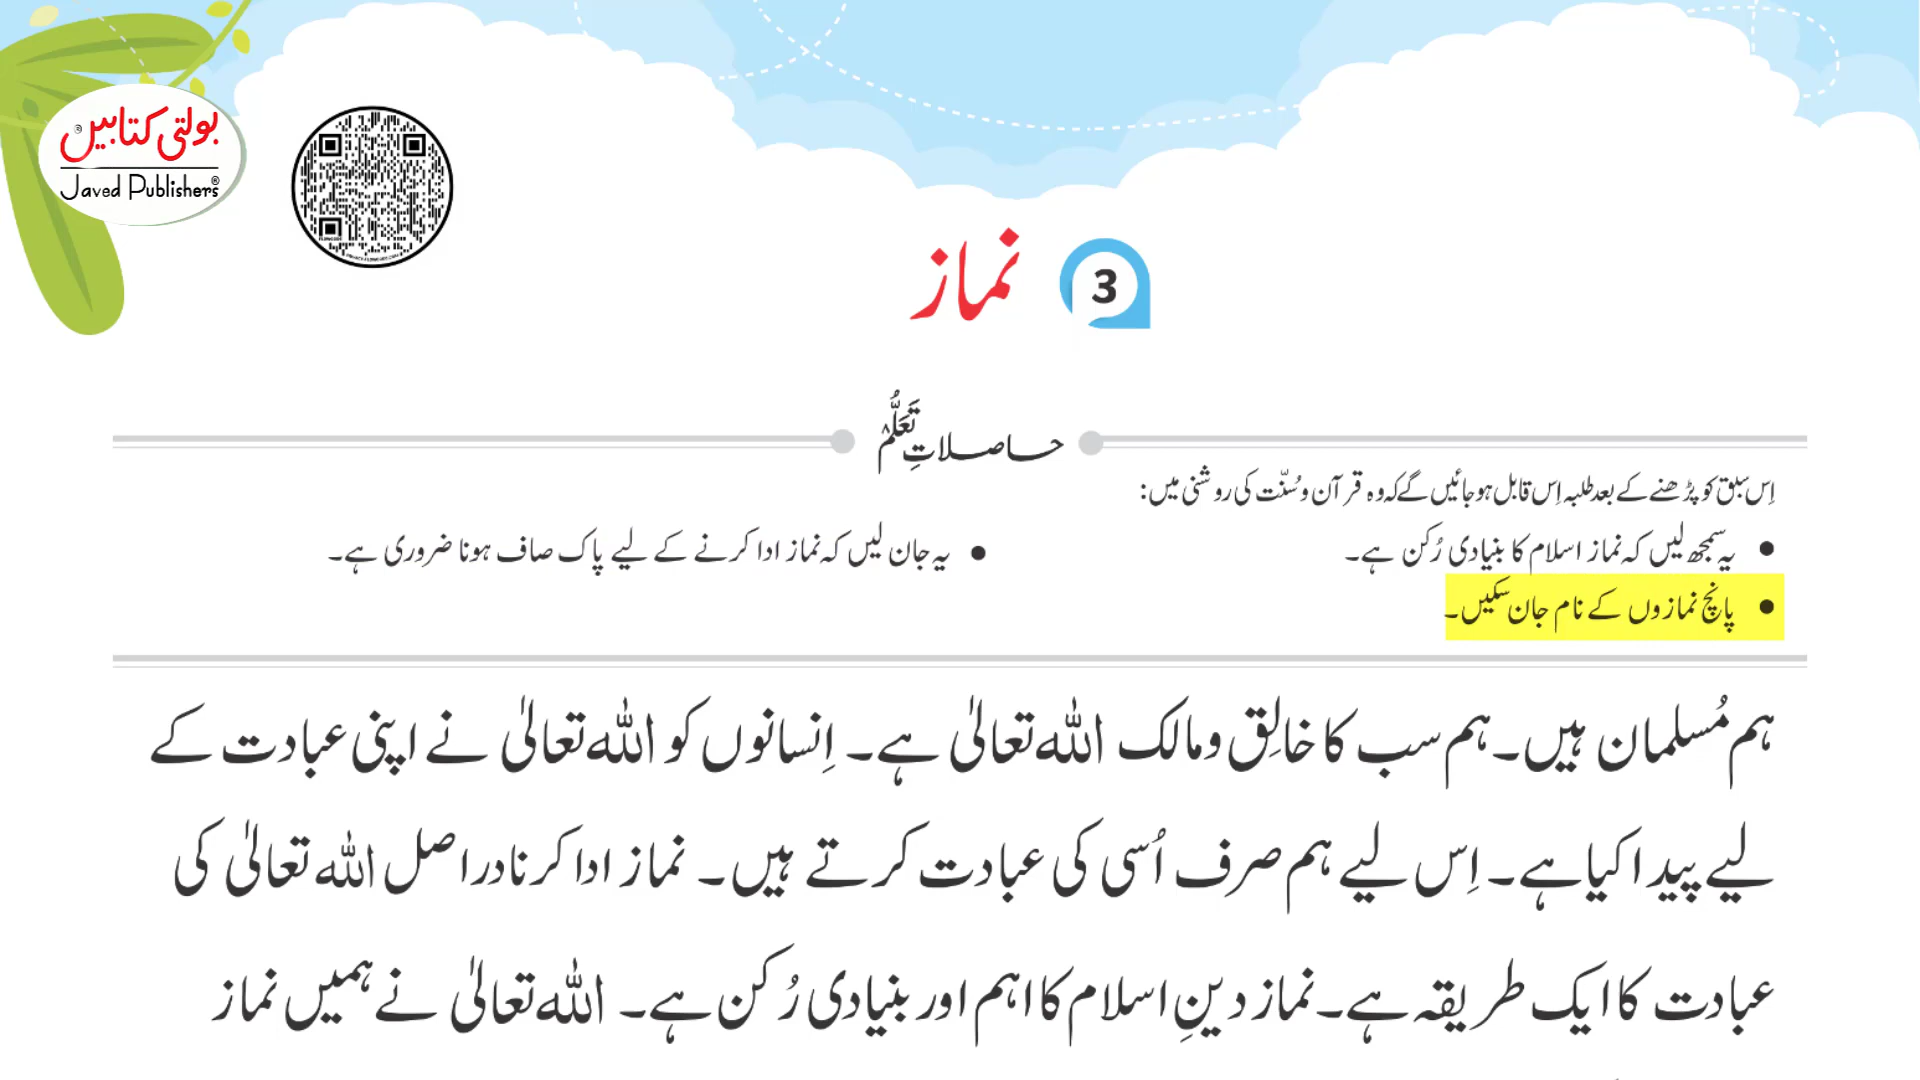 بولتی کتابیں®
Javed Publishers®
3 نماز
حاصلاتِ تَعَلُّم
اِس سبق کو پڑھنے کے بعد طلبہ اِس قابل ہو جائیں گے کہ وہ قرآن و سُنّت کی روشنی میں:
• یہ سمجھ لیں کہ نماز اسلام کا بنیادی رُکن ہے۔
• یہ جان لیں کہ نماز ادا کرنے کے لیے پاک صاف ہونا ضروری ہے۔
• پانچ نمازوں کے نام جان سکیں۔
ہم مُسلمان ہیں۔ ہم سب کا خالِق و مالک اللہ تعالیٰ ہے۔ اِنسانوں کو اللہ تعالیٰ نے اپنی عبادت کے
لیے پیدا کیا ہے۔ اِس لیے ہم صرف اُسی کی عبادت کرتے ہیں۔ نماز ادا کرنا دراصل اللہ تعالیٰ کی
عبادت کا ایک طریقہ ہے۔ نماز دینِ اسلام کا اہم اور بنیادی رُکن ہے۔ اللہ تعالیٰ نے ہمیں نماز